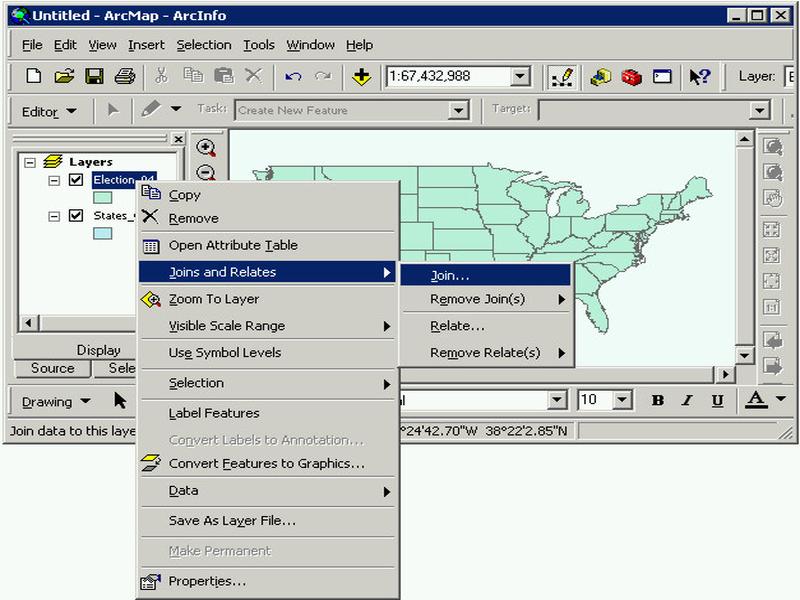 Untitled - ArcMap - ArcInfo
File Edit View Insert Selection Tools Window Help
1:67,432,988 Layer:
Editor Task: Create New Feature Target:
Layers
Election_04
States_
Copy
Remove
Open Attribute Table
Joins and Relates
Zoom To Layer
Visible Scale Range
Use Symbol Levels
Selection
Label Features
Convert Labels to Annotation...
Convert Features to Graphics...
Data
Save As Layer File...
Make Permanent
Properties...
Join...
Remove Join(s)
Relate...
Remove Relate(s)
1:1
Display
Source Sele
Drawing 10 B I U A
Join data to this laye °24'42.70"W 38°22'2.85"N